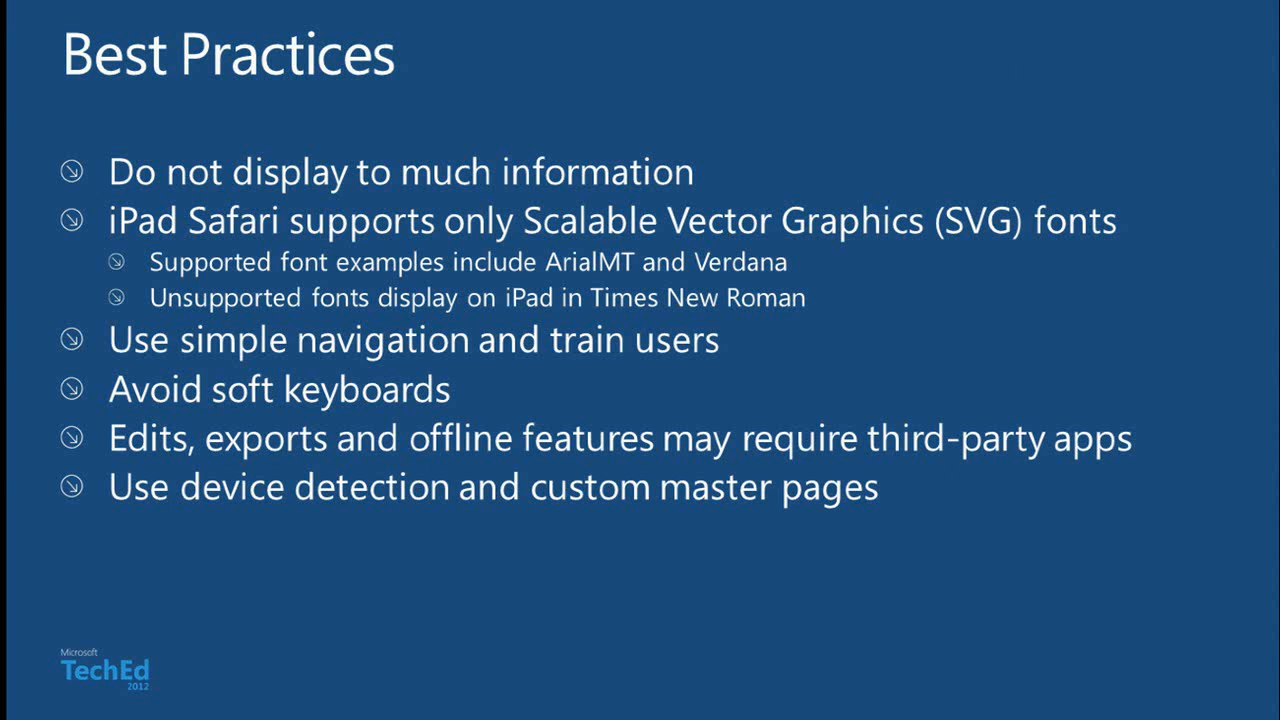 Best Practices
Do not display to much information
iPad Safari supports only Scalable Vector Graphics (SVG) fonts
Supported font examples include ArialMT and Verdana
Unsupported fonts display on iPad in Times New Roman
Use simple navigation and train users
Avoid soft keyboards
Edits, exports and offline features may require third-party apps
Use device detection and custom master pages
Microsoft
TechEd
2012